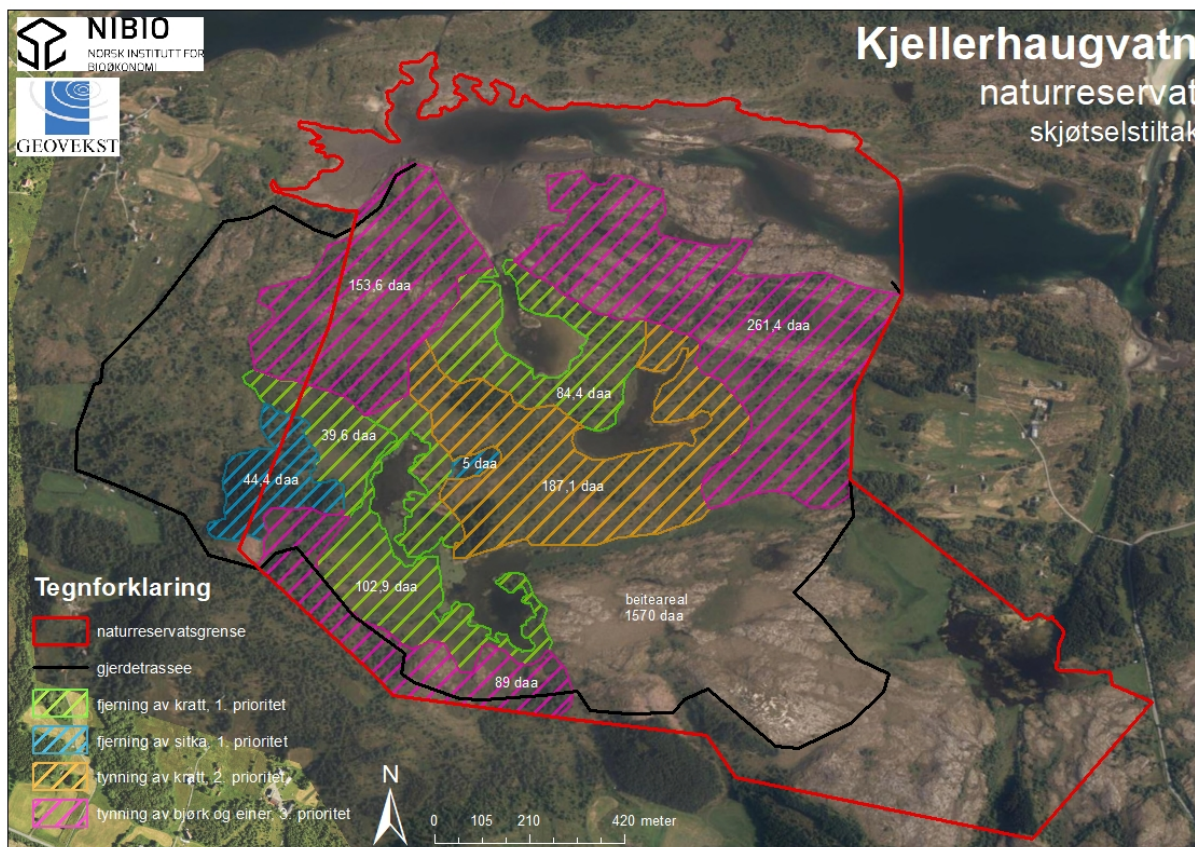 NIBIO
NORSK INSTITUTT FOR
BIOØKONOMI
GEOVEKST
Kjellerhaugvatn
naturreservat
skjøtselstiltak
153,6 daa
261,4 daa
84,4 daa
39,6 daa
5 daa
44,4 daa
187,1 daa
102,9 daa
beiteareal
1570 daa
89 daa
Tegnforklaring
naturreservatsgrense
gjerdetrassee
fjerning av kratt, 1. prioritet
fjerning av sitka, 1. prioritet
tynning av kratt, 2. prioritet
tynning av bjørk og einer, 3. prioritet
N
0 105 210 420 meter